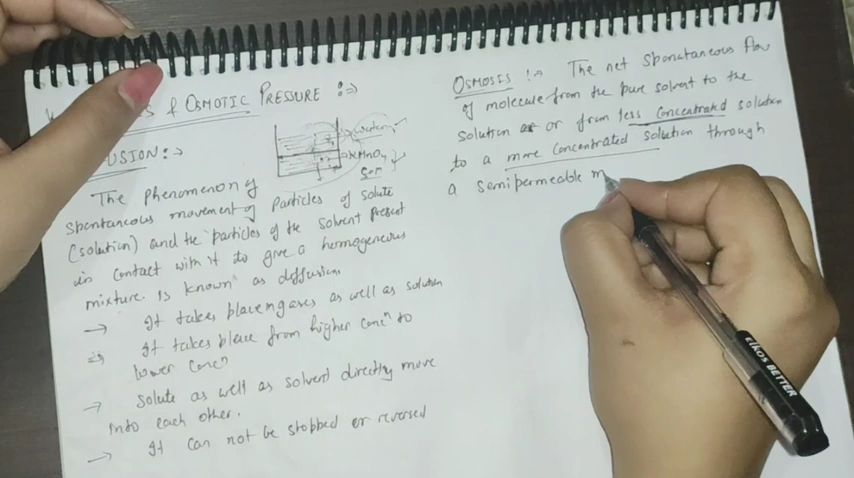 & OSMOTIC PRESSURE :->
USION :->
water
KMnO4
Sol
The Phenomenon of
spontaneous movement of particles of solute
(solution) and the particles of the solvent present
in contact with it to give a homogeneous
mixture. Is known as diffusion
-> It takes place in gases as well as solution
=> It takes place from higher concn to
lower concn
-> Solute as well as solvent directly move
into each other.
-> It can not be stopped or reversed
OSMOSIS :-> The net spontaneous flow
of molecule from the pure solvent to the
solution or from less concentrated solution
to a more concentrated solution through
a semipermeable m
elkos BETTER